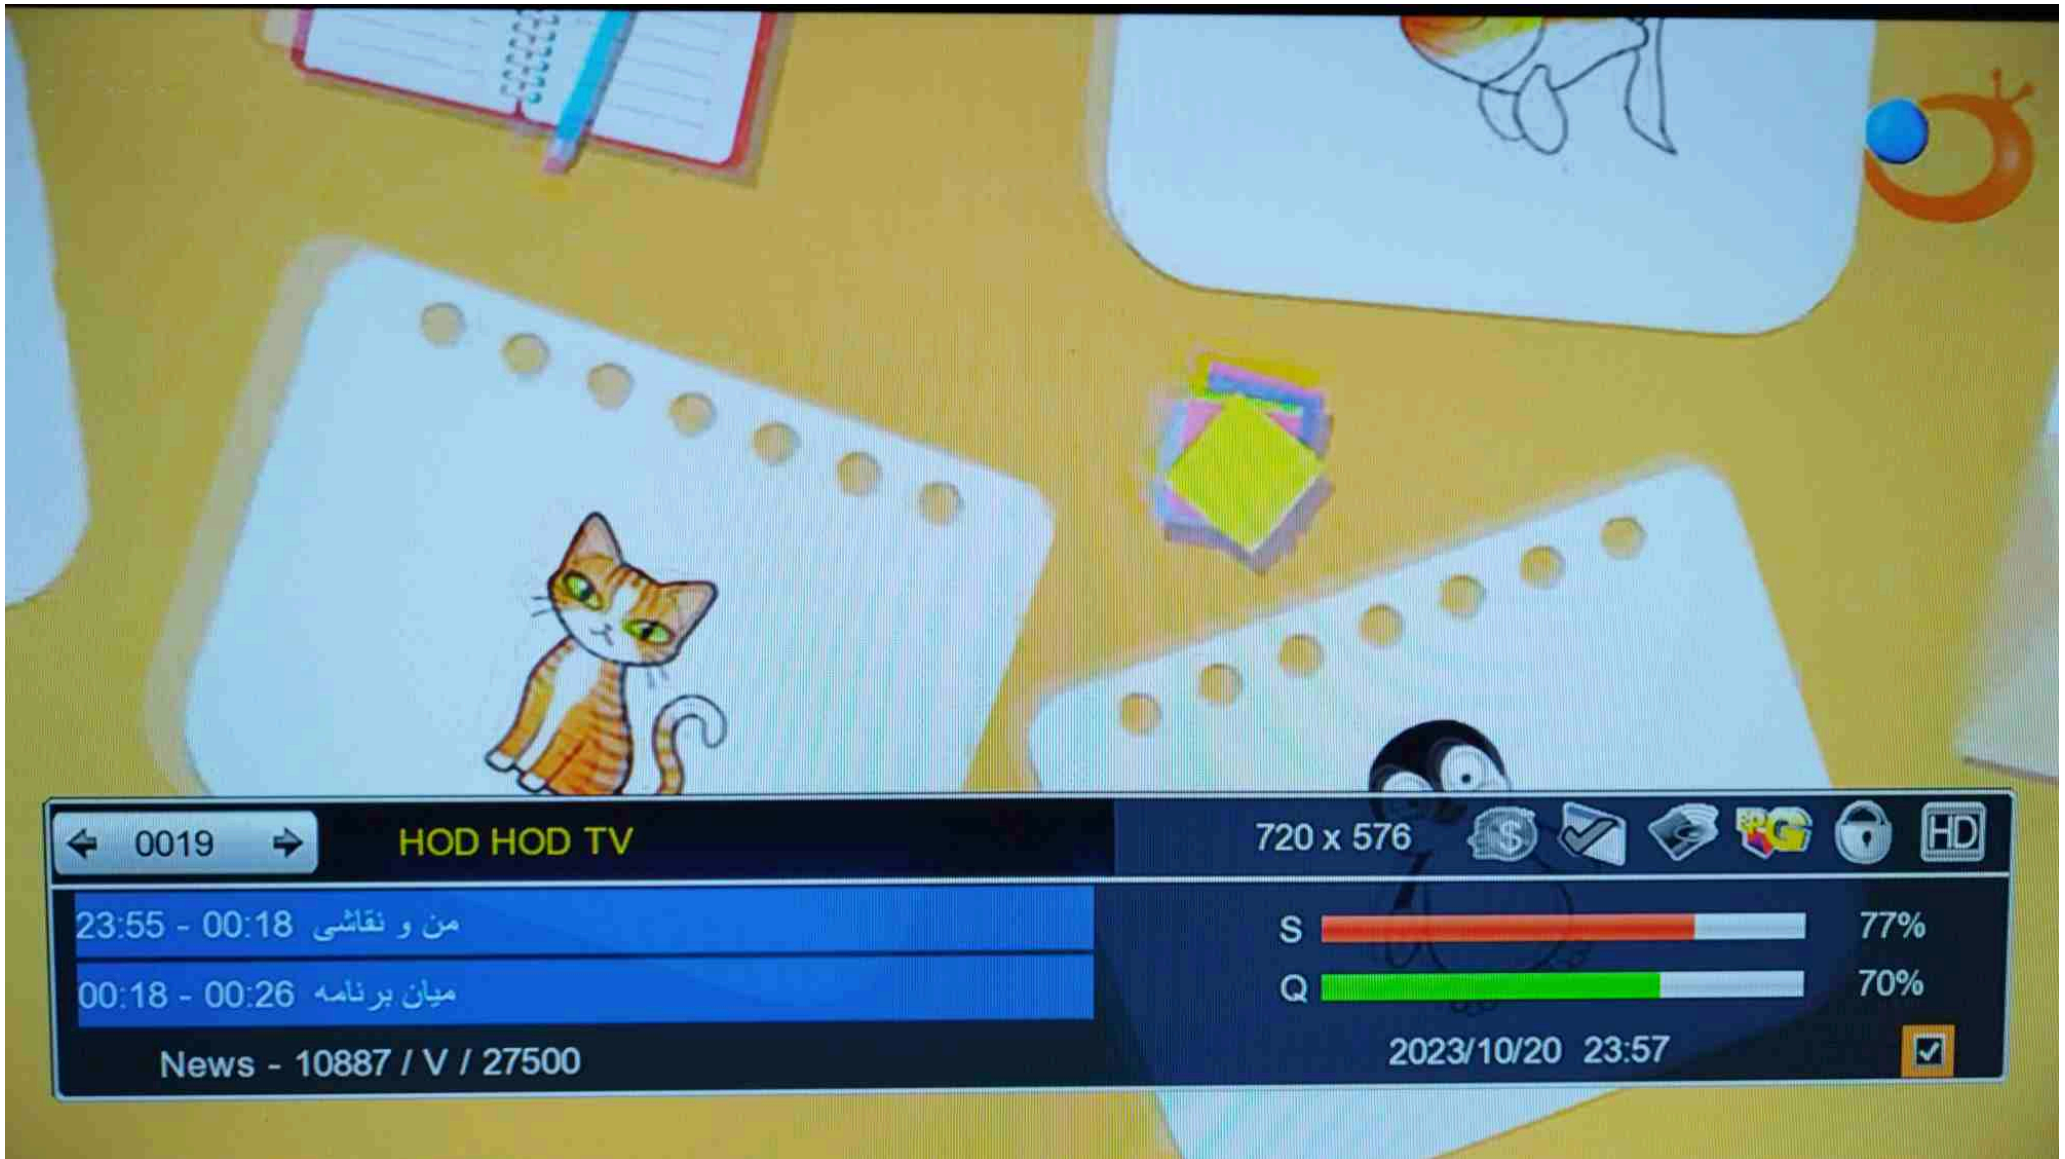 0019
HOD HOD TV
720 x 576
$
G
HD
23:55 - 00:18 من و نقاشی
00:18 - 00:26 میان برنامه
S 77%
Q 70%
News - 10887 / V / 27500
2023/10/20 23:57